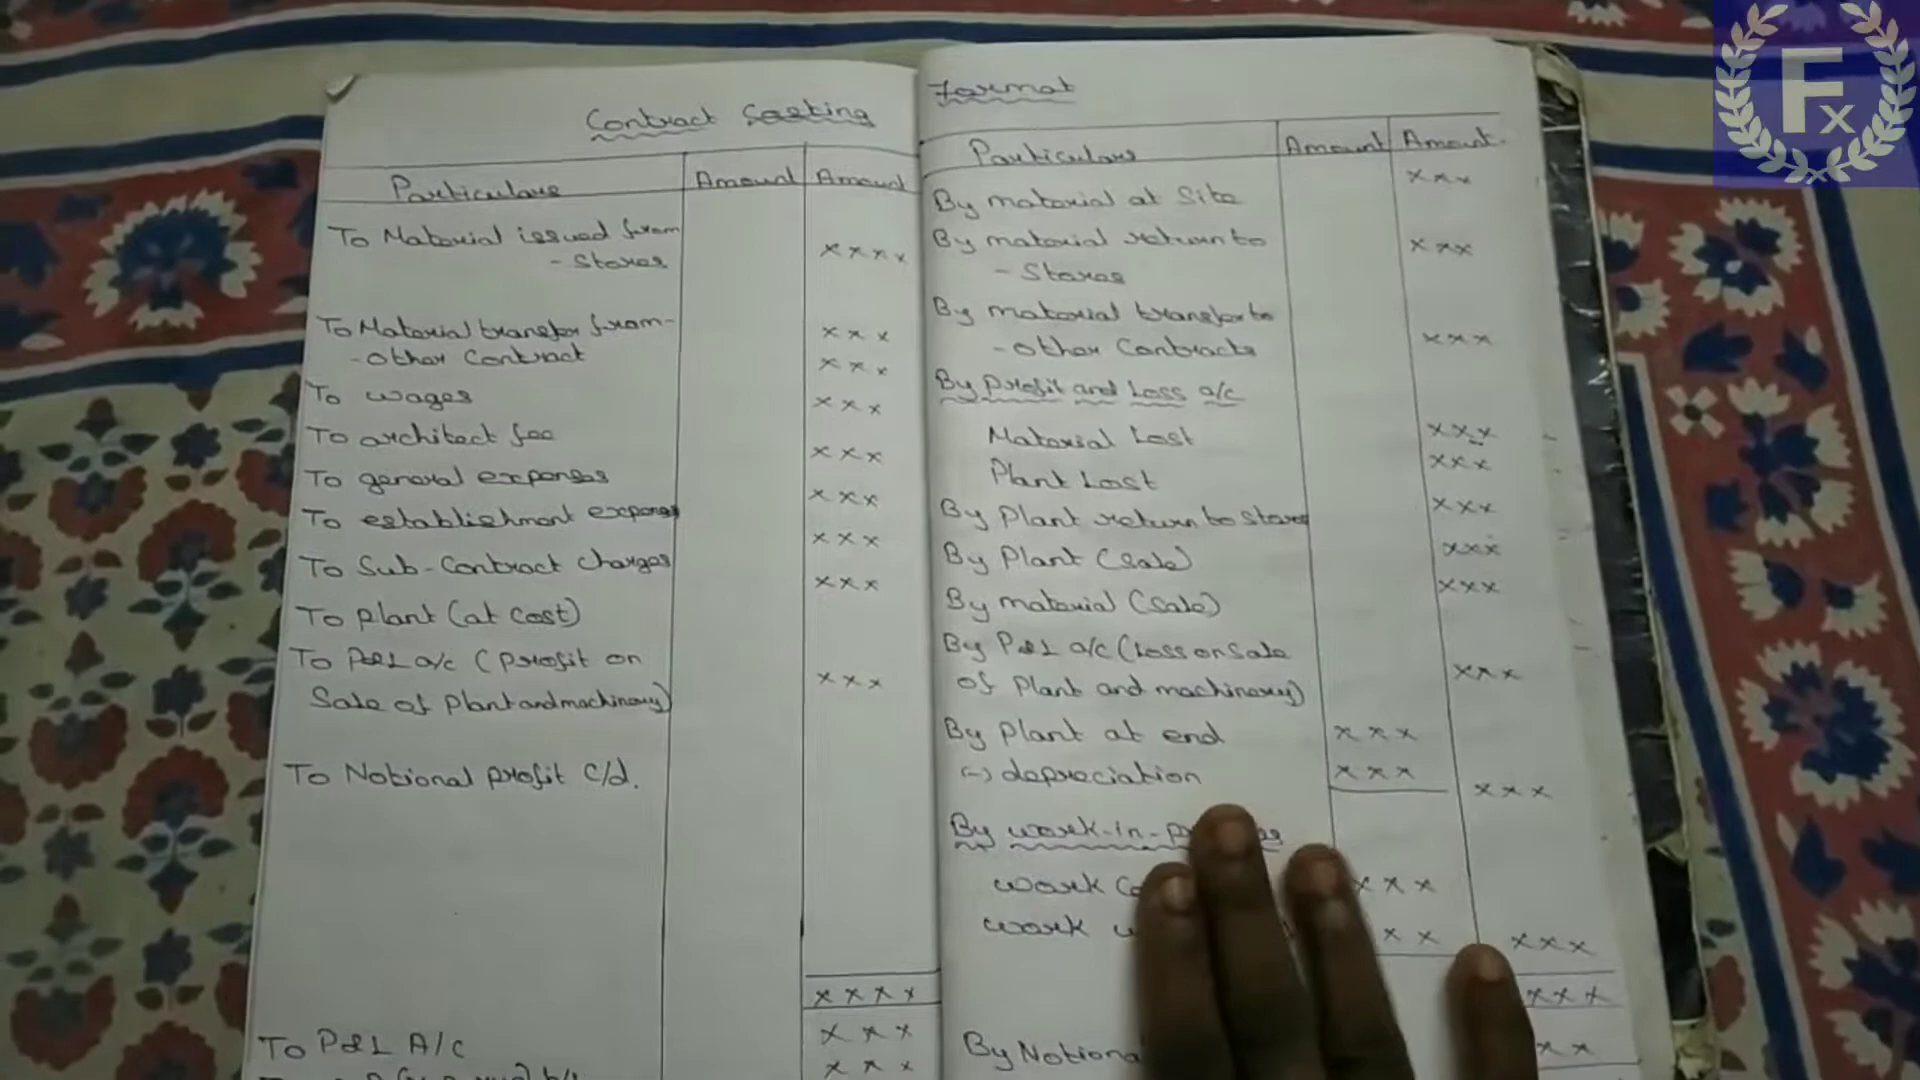 Contract Costing
Particulars Amount Amount
To Material issued from
- Stores xxxx
To Material transfer from-
- Other Contract xxx
xxx
To wages xxx
To architect fee
To general expenses xxx
To establishment expenses xxx
To Sub-Contract charges xxx
To plant (at cost) xxx
To P&L a/c (profit on
Sale of plant and machinery) xxx
To Notional profit c/d.
xxxx
To P&L A/c xxx
xxx
Format
Particulars Amount Amount.
By material at Site xxx
By material return to xxx
- Stores
By material transfer to
- Other Contracts xxx
By profit and Loss a/c
Material Lost xxx
Plant Lost xxx
By Plant return to stores xxx
By Plant (Sale) xxx
By material (Sale) xxx
By P&L a/c (Loss on sale
of plant and machinery) xxx
By plant at end xxx
(-) depreciation xxx xxx
By work-in-
work xxx
work xx xxx
xxx
By xx
Fx